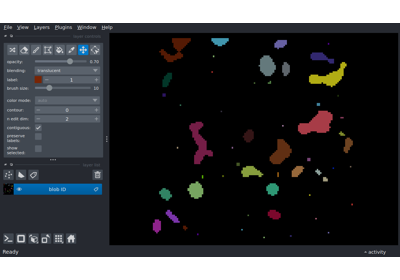 File View Layers Plugins Window Help
opacity: 0.70
blending: translucent
label: 1
brush size: 10
color mode:
contour: 0
n edit dim: 2
contiguous:
preserve labels:
show selected:
blob ID
Ready
activity